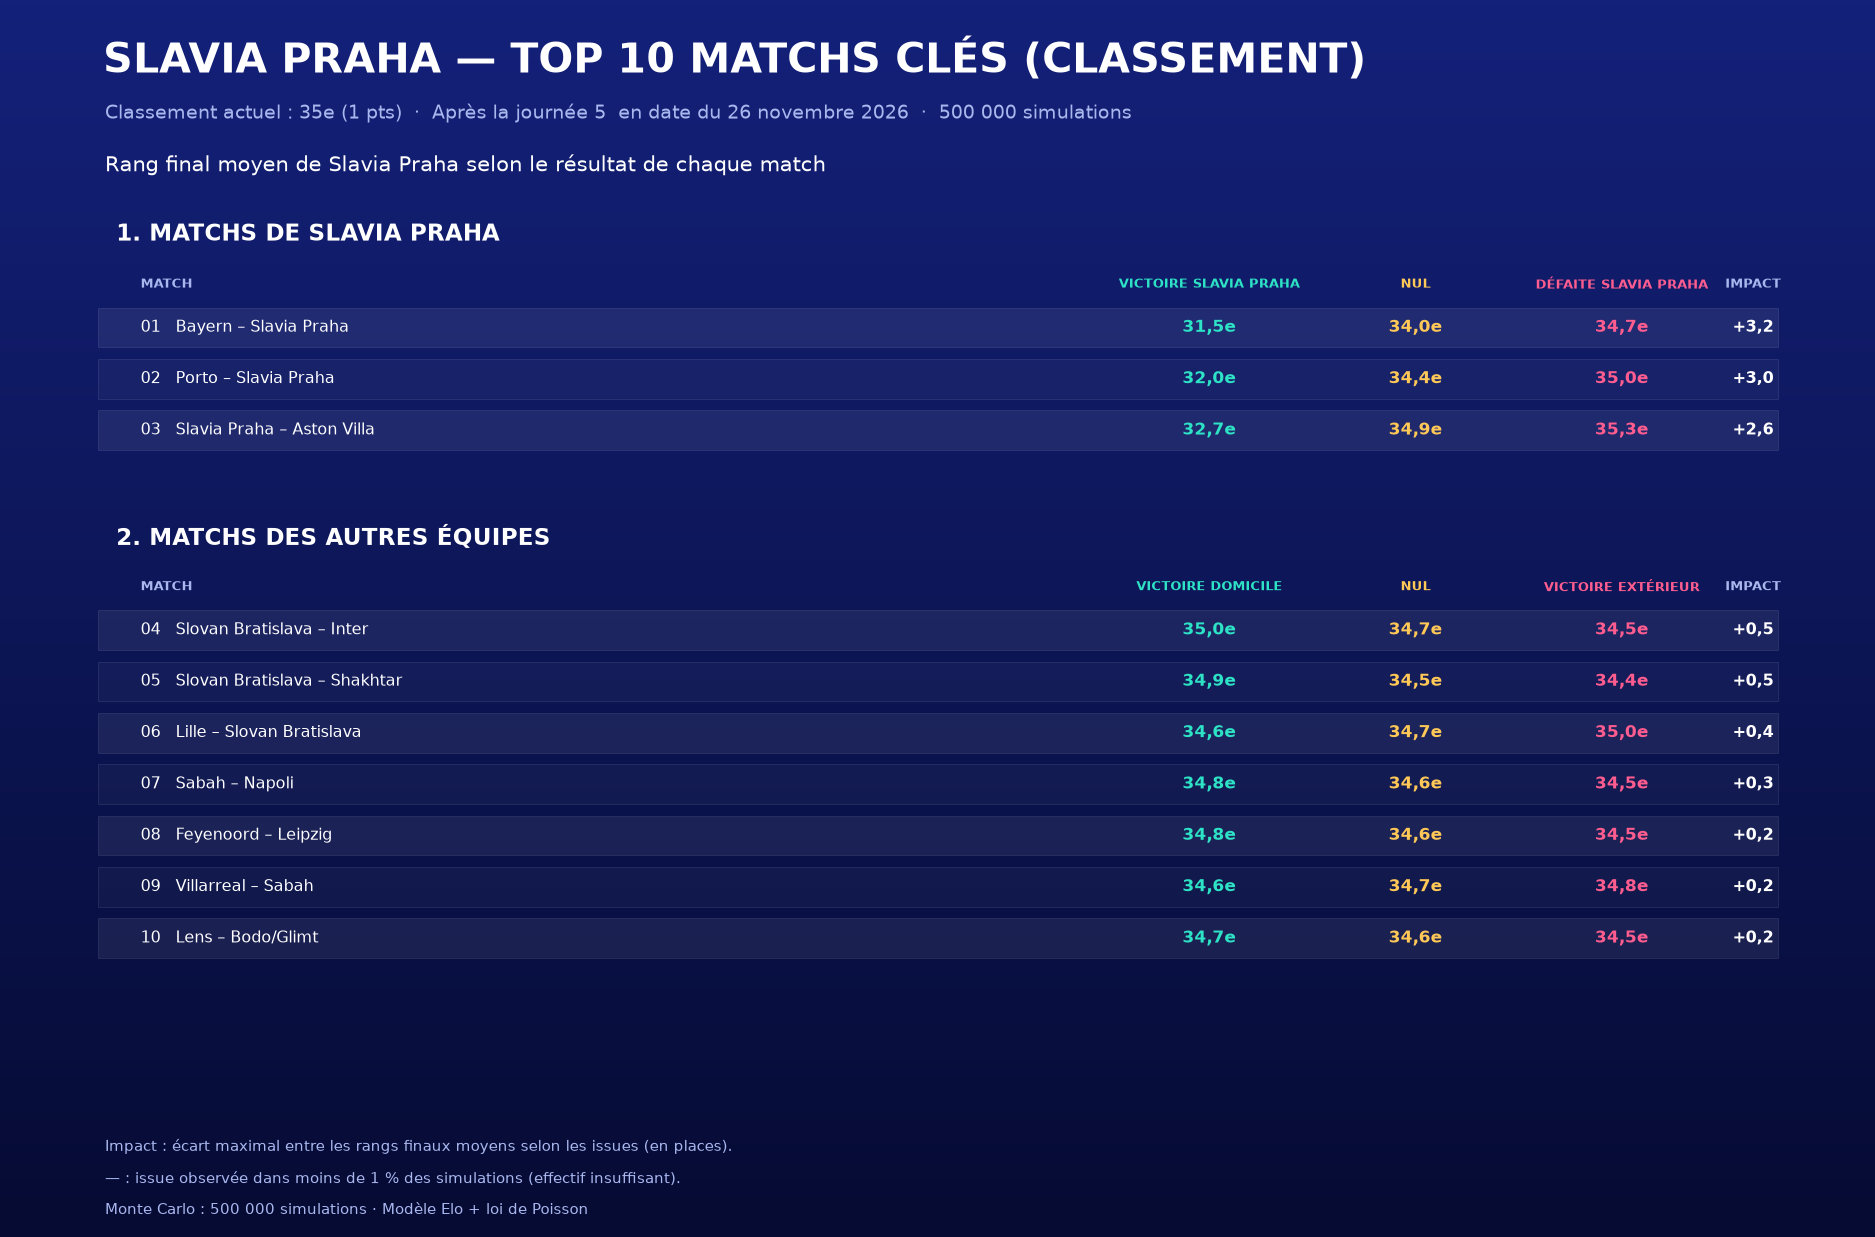 SLAVIA PRAHA — TOP 10 MATCHS CLÉS (CLASSEMENT)
Classement actuel : 35e (1 pts) · Après la journée 5 en date du 26 novembre 2026 · 500 000 simulations
Rang final moyen de Slavia Praha selon le résultat de chaque match
1. MATCHS DE SLAVIA PRAHA
MATCH VICTOIRE SLAVIA PRAHA NUL DÉFAITE SLAVIA PRAHA IMPACT
01 Bayern – Slavia Praha 31,5e 34,0e 34,7e +3,2
02 Porto – Slavia Praha 32,0e 34,4e 35,0e +3,0
03 Slavia Praha – Aston Villa 32,7e 34,9e 35,3e +2,6
2. MATCHS DES AUTRES ÉQUIPES
MATCH VICTOIRE DOMICILE NUL VICTOIRE EXTÉRIEUR IMPACT
04 Slovan Bratislava – Inter 35,0e 34,7e 34,5e +0,5
05 Slovan Bratislava – Shakhtar 34,9e 34,5e 34,4e +0,5
06 Lille – Slovan Bratislava 34,6e 34,7e 35,0e +0,4
07 Sabah – Napoli 34,8e 34,6e 34,5e +0,3
08 Feyenoord – Leipzig 34,8e 34,6e 34,5e +0,2
09 Villarreal – Sabah 34,6e 34,7e 34,8e +0,2
10 Lens – Bodo/Glimt 34,7e 34,6e 34,5e +0,2
Impact : écart maximal entre les rangs finaux moyens selon les issues (en places).
— : issue observée dans moins de 1 % des simulations (effectif insuffisant).
Monte Carlo : 500 000 simulations · Modèle Elo + loi de Poisson